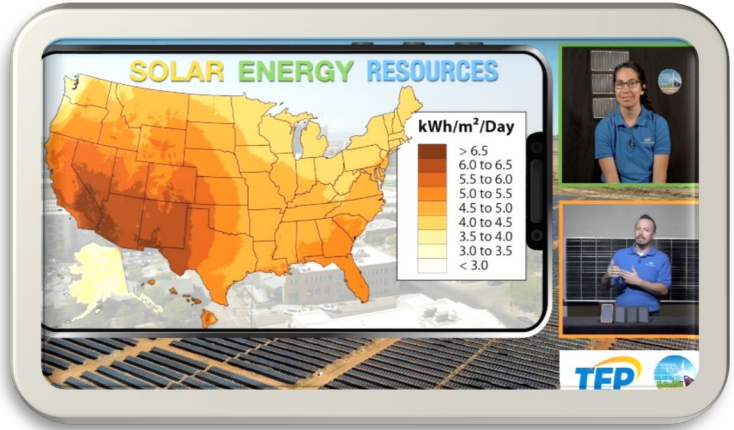 SOLAR ENERGY RESOURCES
kWh/m²/Day
> 6.5
6.0 to 6.5
5.5 to 6.0
5.0 to 5.5
4.5 to 5.0
4.0 to 4.5
3.5 to 4.0
3.0 to 3.5
< 3.0
TEP